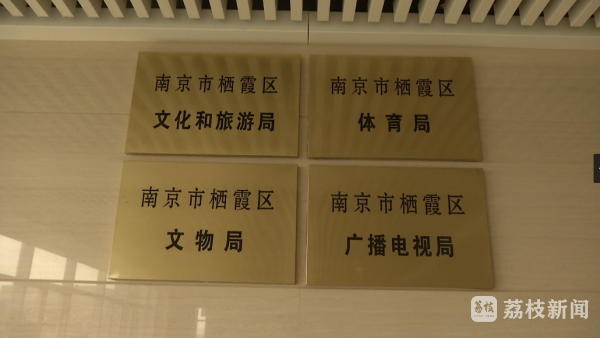 南京市栖霞区
文化和旅游局
南京市栖霞区
体育局
南京市栖霞区
文物局
南京市栖霞区
广播电视局
荔枝
荔枝新闻